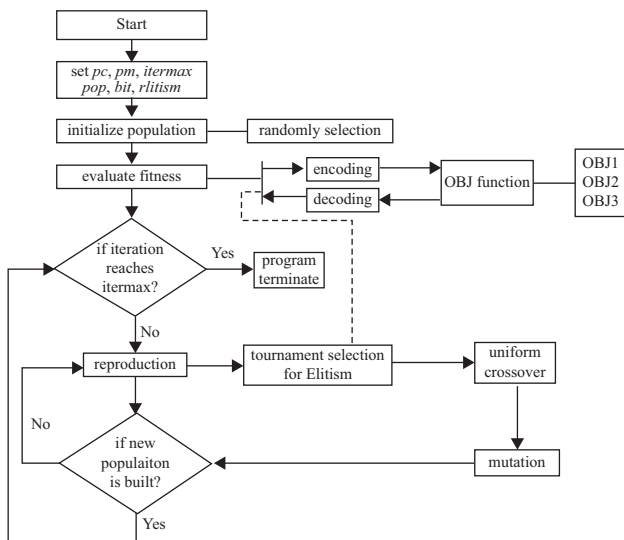 Start
set pc, pm, itermax
pop, bit, rlitism
initialize population
randomly selection
evaluate fitness
encoding
decoding
OBJ function
OBJ1
OBJ2
OBJ3
if iteration
reaches
itermax?
Yes
program
terminate
No
reproduction
tournament selection
for Elitism
uniform
crossover
No
if new
populaiton
is built?
mutation
Yes